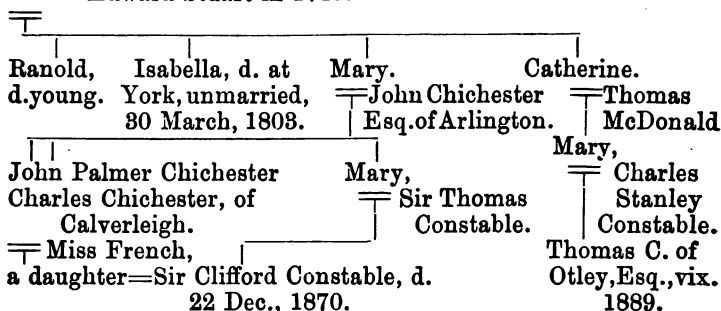 Ranold, Isabella, d. at Mary. Catherine.
d.young. York, unmarried, John Chichester Thomas
30 March, 1803. Esq.of Arlington. McDonald
Mary,
John Palmer Chichester Mary, Charles
Charles Chichester, of Sir Thomas Stanley
Calverleigh. Constable. Constable.
Miss French, Thomas C. of
a daughter=Sir Clifford Constable, d. Otley,Esq.,vix.
22 Dec., 1870. 1889.